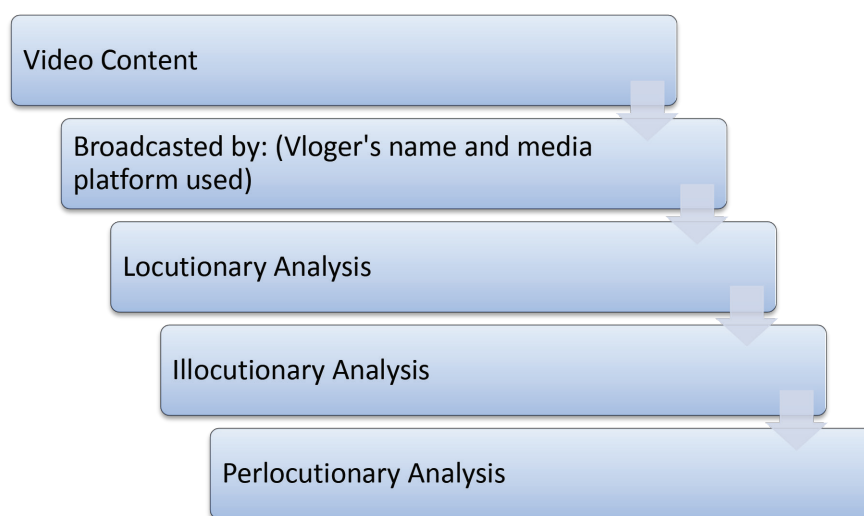 Video Content
Broadcasted by: (Vloger's name and media
platform used)
Locutionary Analysis
Illocutionary Analysis
Perlocutionary Analysis